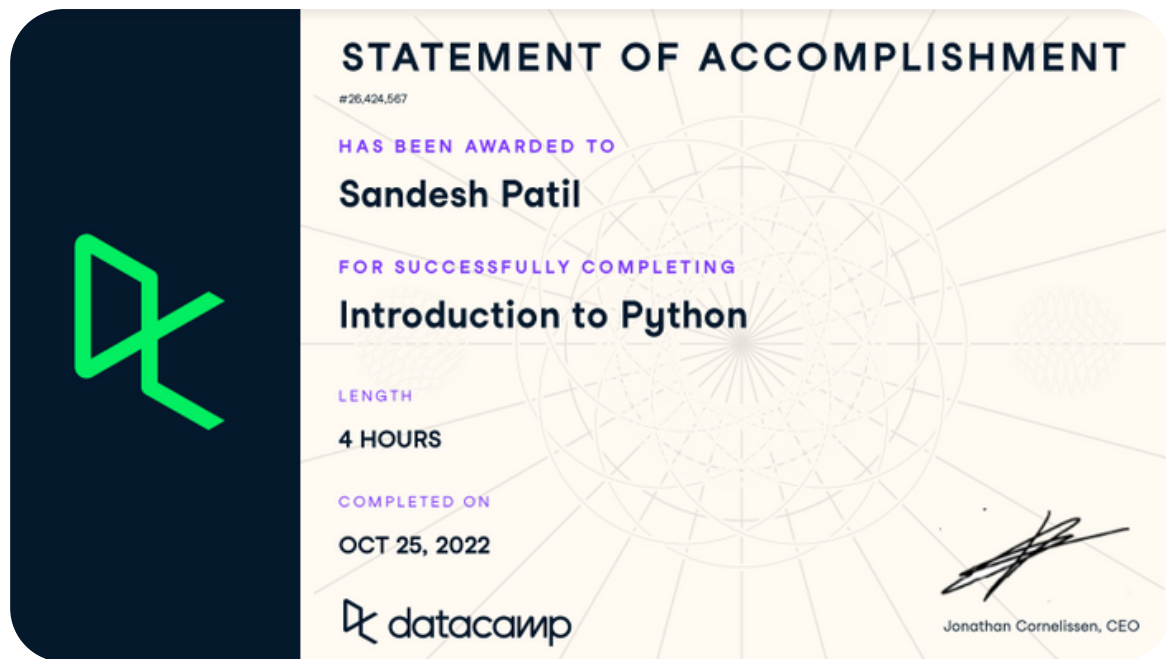 STATEMENT OF ACCOMPLISHMENT
#26,424,567
HAS BEEN AWARDED TO
Sandesh Patil
FOR SUCCESSFULLY COMPLETING
Introduction to Python
LENGTH
4 HOURS
COMPLETED ON
OCT 25, 2022
datacamp
Jonathan Cornelissen, CEO